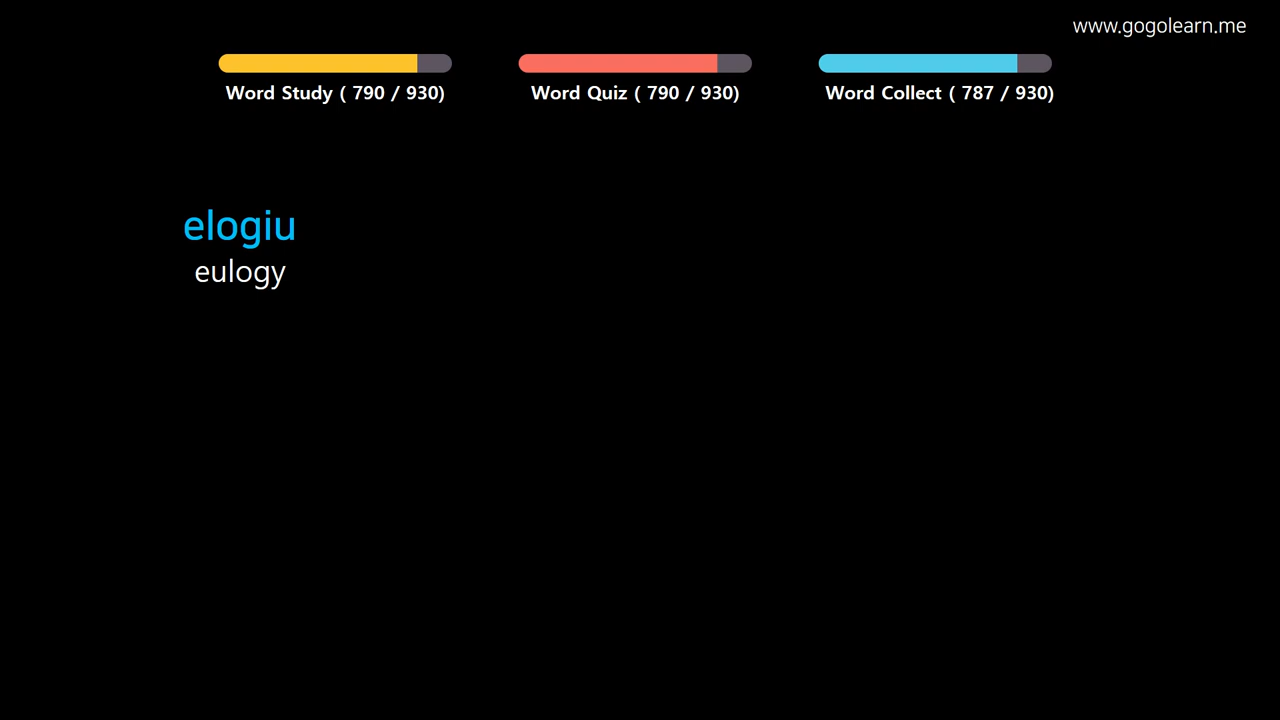 www.gogolearn.me
Word Study ( 790 / 930)
Word Quiz ( 790 / 930)
Word Collect ( 787 / 930)
elogiu
eulogy